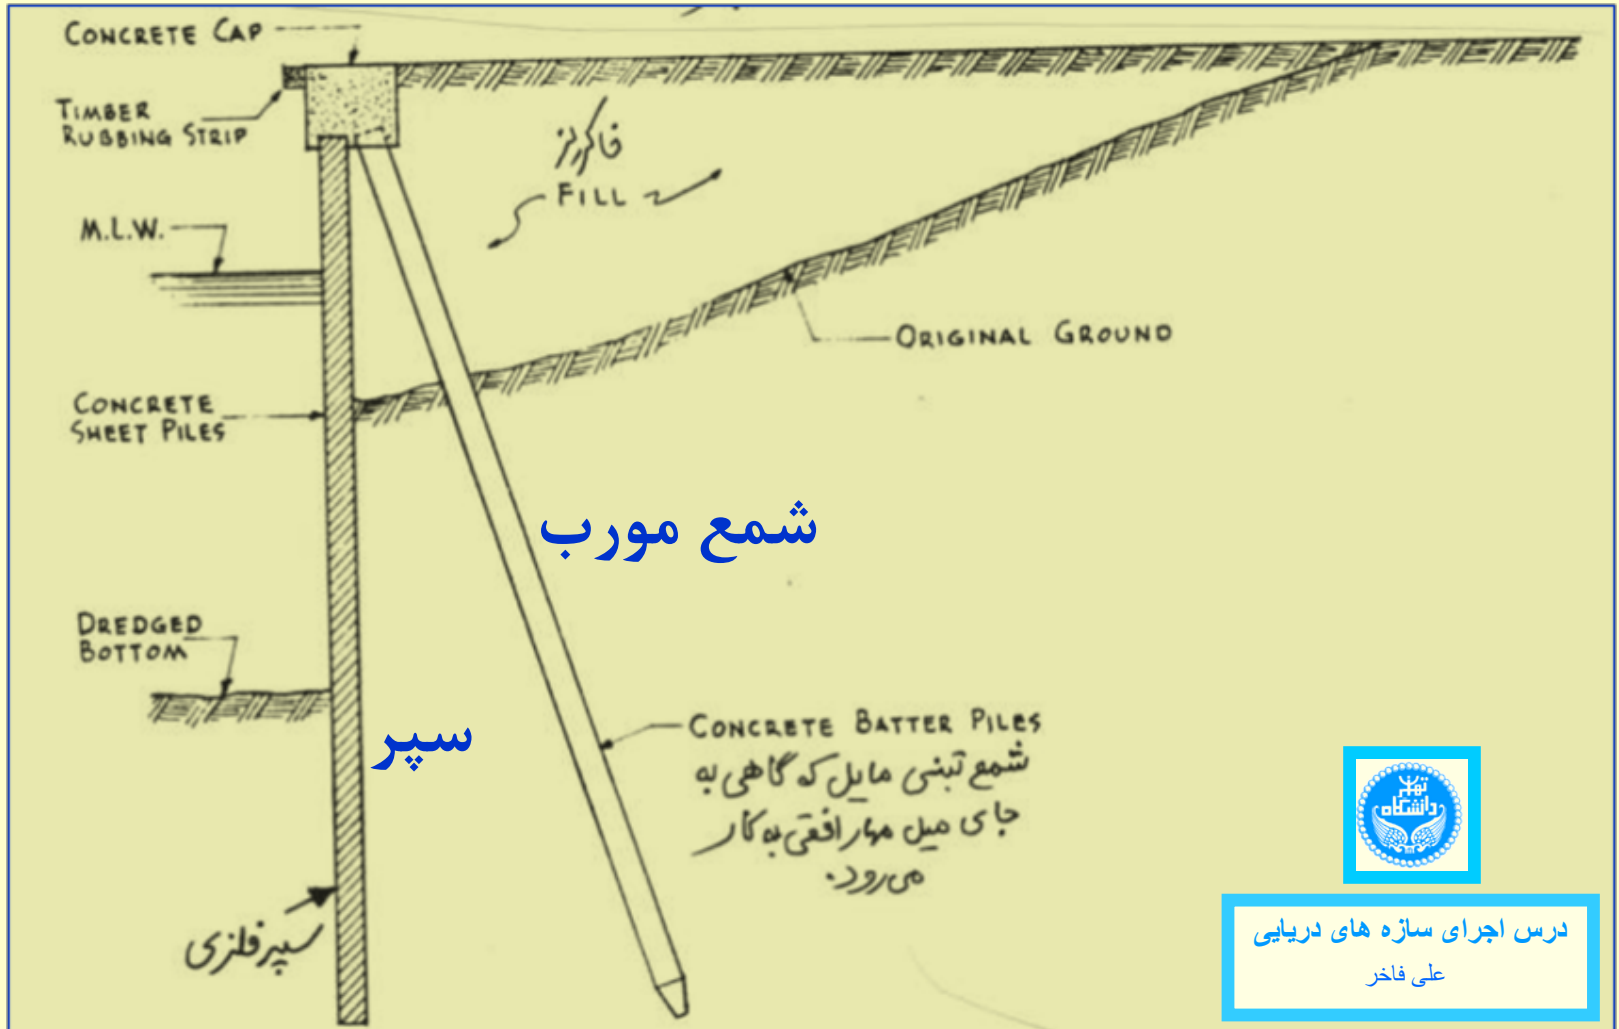 CONCRETE CAP
TIMBER
RUBBING STRIP
خاکریز
FILL
M.L.W.
ORIGINAL GROUND
CONCRETE
SHEET PILES
شمع مورب
DREDGED
BOTTOM
سپر
CONCRETE BATTER PILES
شمع بتنی مایل که گاهی به
جای میل مهار افقی به کار
می‌رود.
سپر فلزی
دانشگاه تهران
درس اجرای سازه های دریایی
علی فاخر